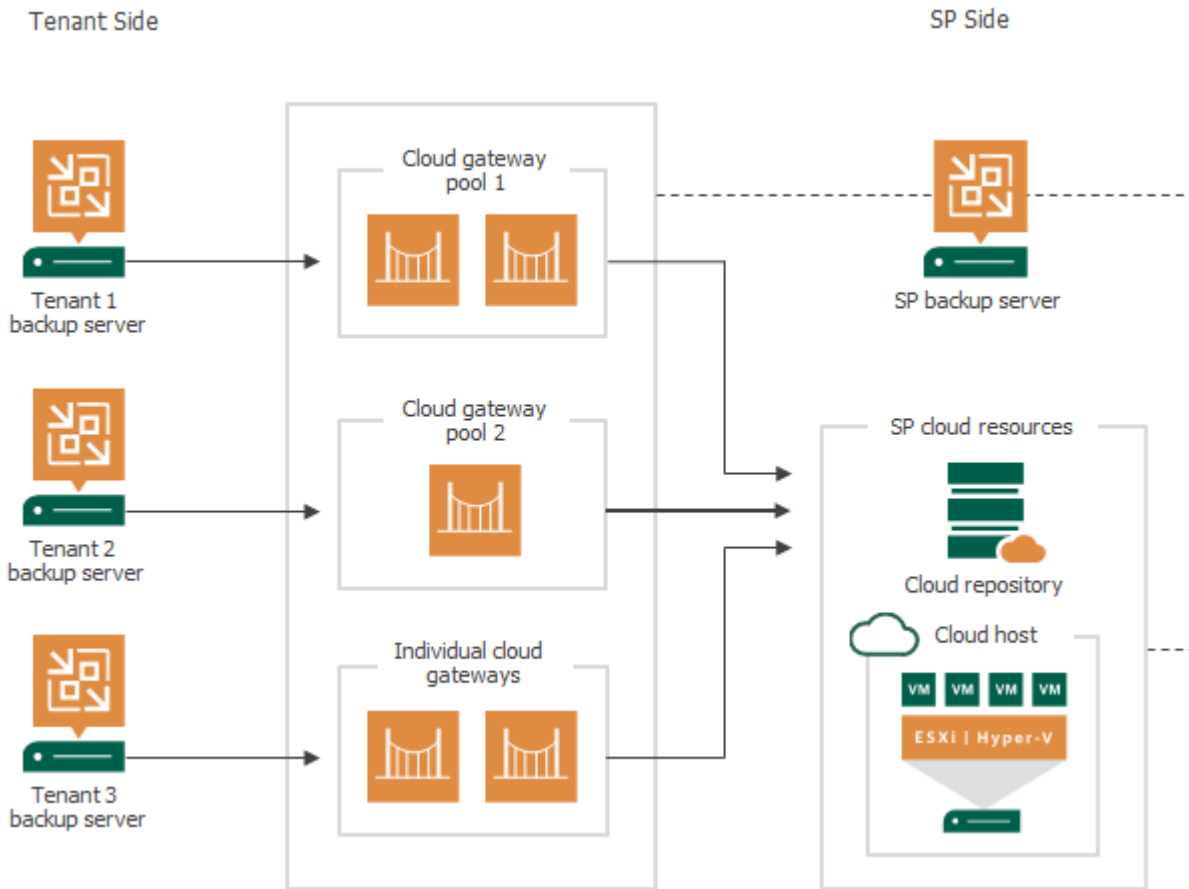 Tenant Side
SP Side
Cloud gateway
pool 1
Tenant 1
backup server
SP backup server
Cloud gateway
pool 2
SP cloud resources
Tenant 2
backup server
Cloud repository
Individual cloud
gateways
Cloud host
VM VM VM VM
ESXi | Hyper-V
Tenant 3
backup server